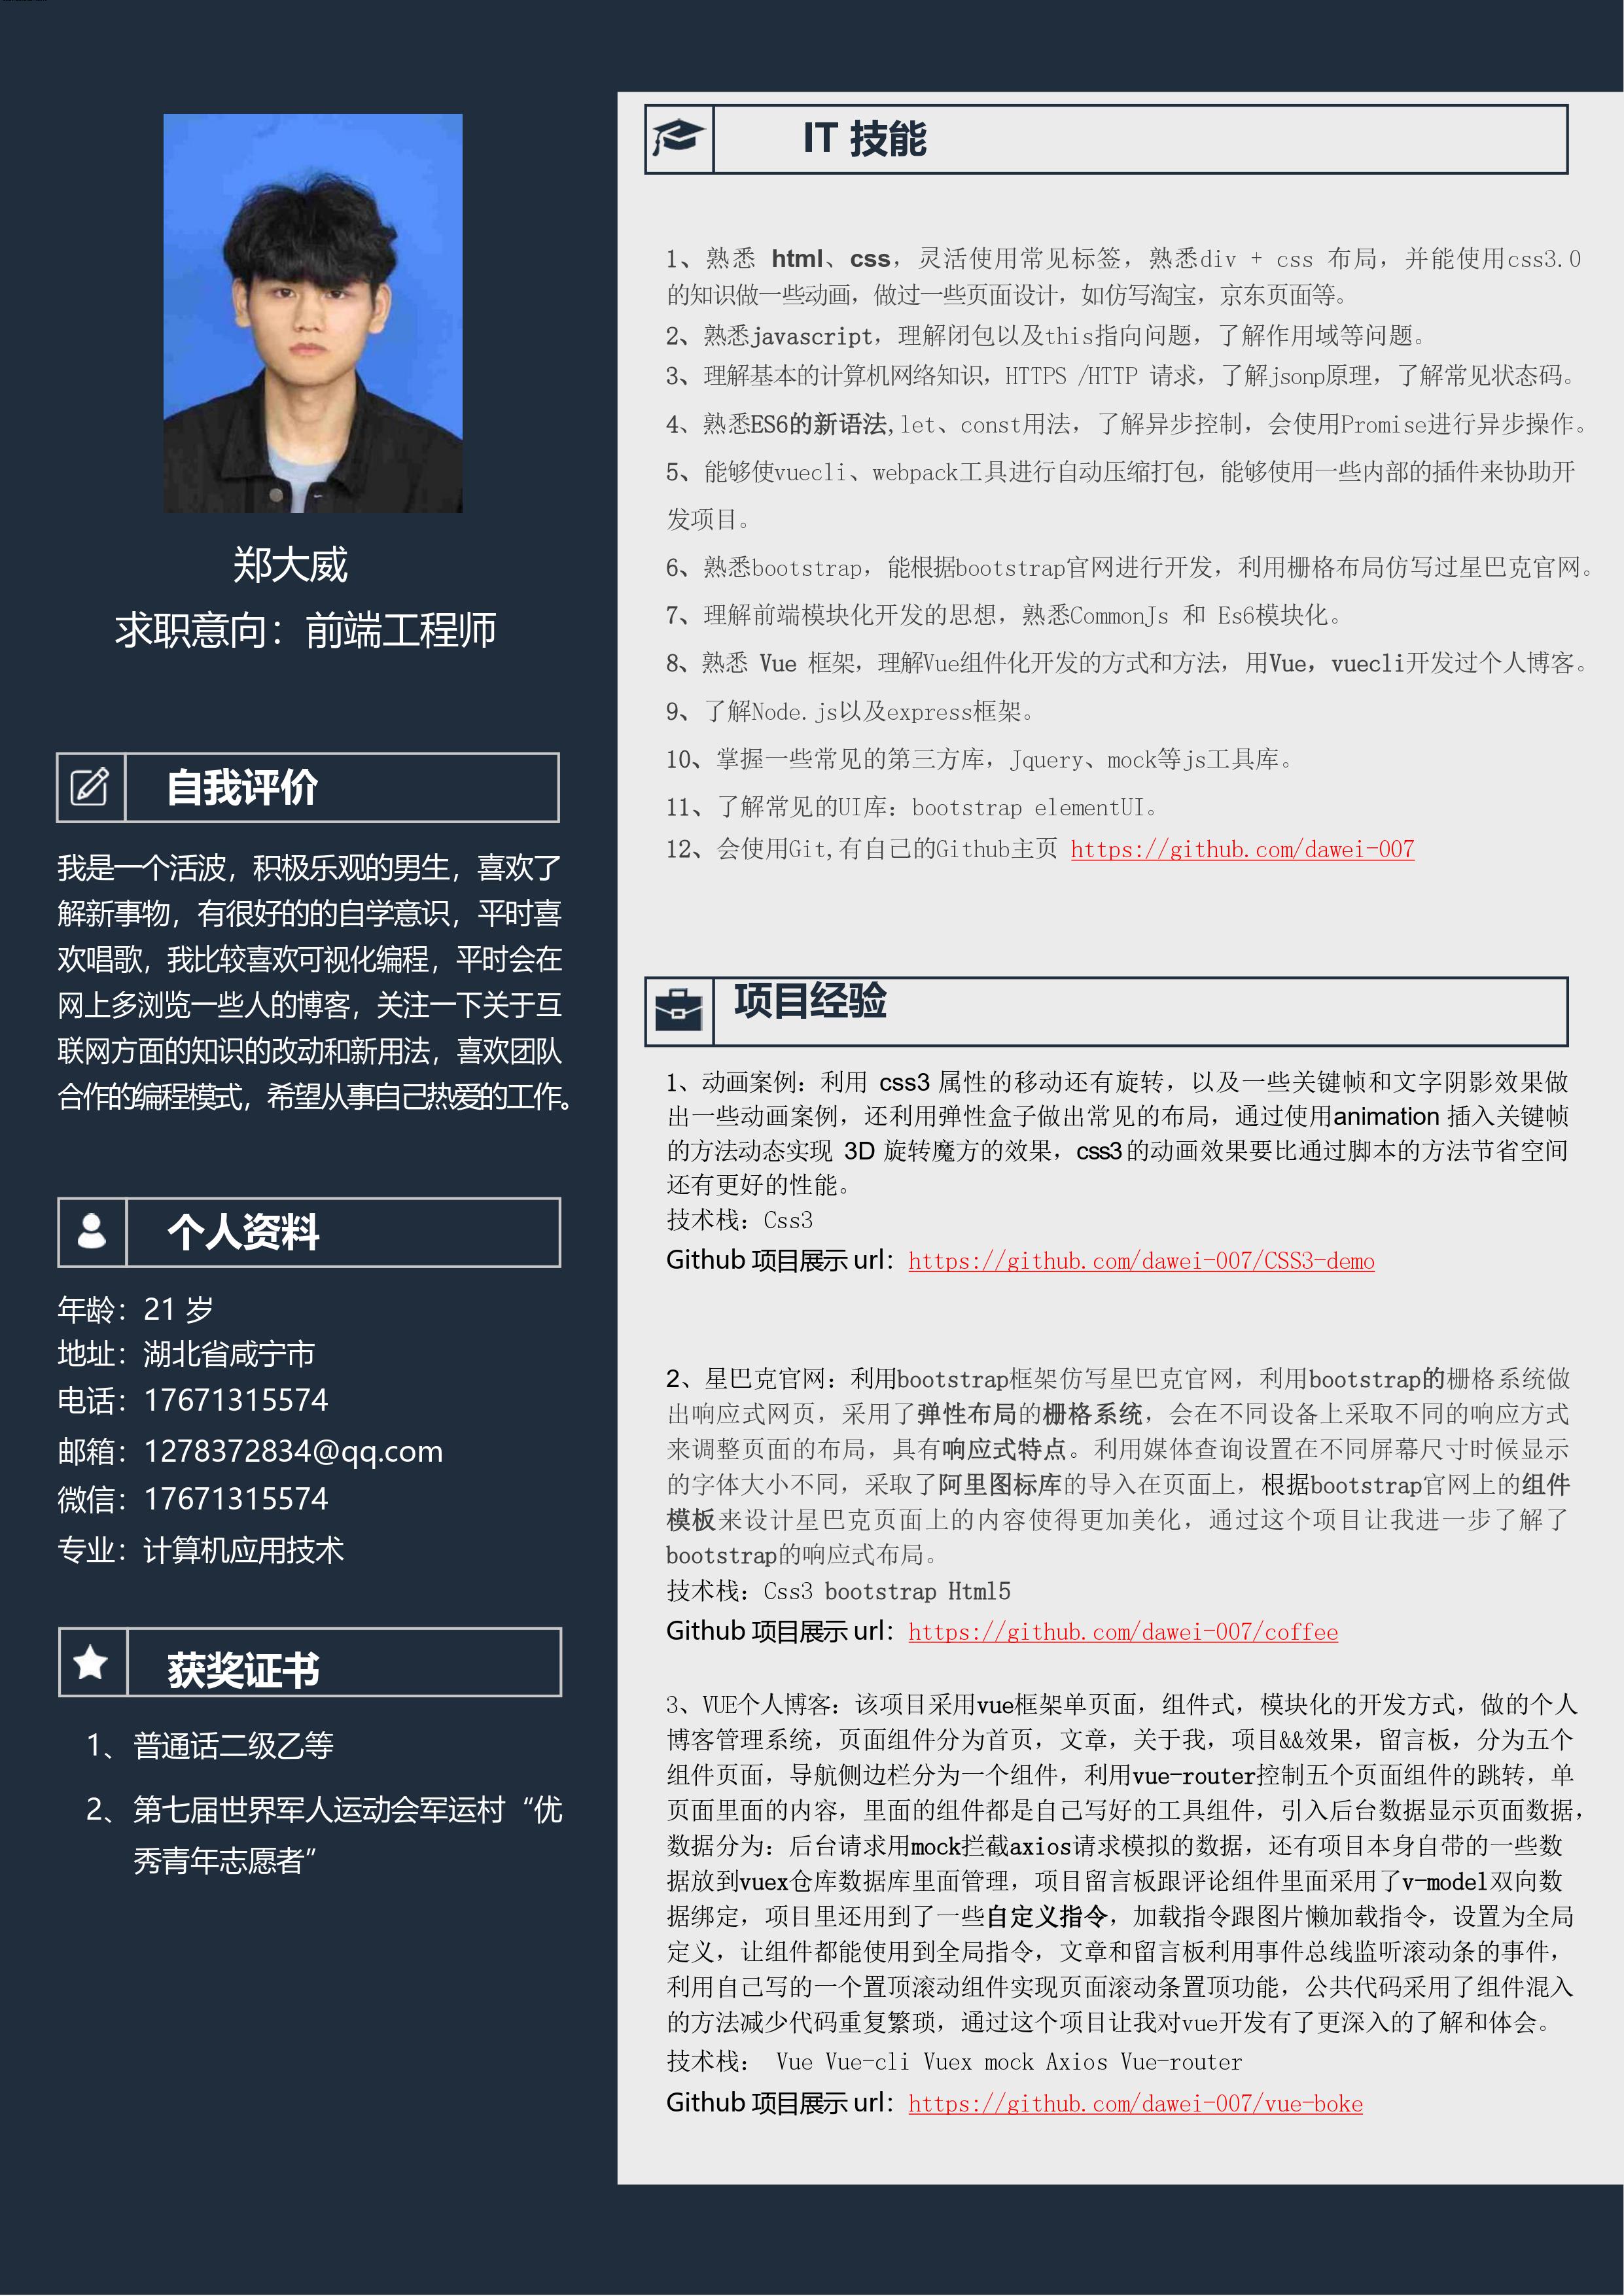 郑大威
求职意向：前端工程师
自我评价
我是一个活波，积极乐观的男生，喜欢了
解新事物，有很好的的自学意识，平时喜
欢唱歌，我比较喜欢可视化编程，平时会在
网上多浏览一些人的博客，关注一下关于互
联网方面的知识的改动和新用法，喜欢团队
合作的编程模式，希望从事自己热爱的工作。
个人资料
年龄：21 岁
地址：湖北省咸宁市
电话：17671315574
邮箱：1278372834@qq.com
微信：17671315574
专业：计算机应用技术
获奖证书
1、普通话二级乙等
2、第七届世界军人运动会军运村“优
秀青年志愿者”
IT 技能
1、熟悉 html、css，灵活使用常见标签，熟悉div + css 布局，并能使用css3.0
的知识做一些动画，做过一些页面设计，如仿写淘宝，京东页面等。
2、熟悉javascript，理解闭包以及this指向问题，了解作用域等问题。
3、理解基本的计算机网络知识，HTTPS /HTTP 请求，了解jsonp原理，了解常见状态码。
4、熟悉ES6的新语法,let、const用法，了解异步控制，会使用Promise进行异步操作。
5、能够使vuecli、webpack工具进行自动压缩打包，能够使用一些内部的插件来协助开
发项目。
6、熟悉bootstrap，能根据bootstrap官网进行开发，利用栅格布局仿写过星巴克官网。
7、理解前端模块化开发的思想，熟悉CommonJs 和 Es6模块化。
8、熟悉 Vue 框架，理解Vue组件化开发的方式和方法，用Vue，vuecli开发过个人博客。
9、了解Node.js以及express框架。
10、掌握一些常见的第三方库，Jquery、mock等js工具库。
11、了解常见的UI库：bootstrap elementUI。
12、会使用Git,有自己的Github主页 https://github.com/dawei-007
项目经验
1、动画案例：利用 css3 属性的移动还有旋转，以及一些关键帧和文字阴影效果做
出一些动画案例，还利用弹性盒子做出常见的布局，通过使用animation 插入关键帧
的方法动态实现 3D 旋转魔方的效果，css3 的动画效果要比通过脚本的方法节省空间
还有更好的性能。
技术栈：Css3
Github 项目展示 url：https://github.com/dawei-007/CSS3-demo
2、星巴克官网：利用bootstrap框架仿写星巴克官网，利用bootstrap的栅格系统做
出响应式网页，采用了弹性布局的栅格系统，会在不同设备上采取不同的响应方式
来调整页面的布局，具有响应式特点。利用媒体查询设置在不同屏幕尺寸时候显示
的字体大小不同，采取了阿里图标库的导入在页面上，根据bootstrap官网上的组件
模板来设计星巴克页面上的内容使得更加美化，通过这个项目让我进一步了解了
bootstrap的响应式布局。
技术栈：Css3 bootstrap Html5
Github 项目展示 url：https://github.com/dawei-007/coffee
3、VUE个人博客：该项目采用vue框架单页面，组件式，模块化的开发方式，做的个人
博客管理系统，页面组件分为首页，文章，关于我，项目&&效果，留言板，分为五个
组件页面，导航侧边栏分为一个组件，利用vue-router控制五个页面组件的跳转，单
页面里面的内容，里面的组件都是自己写好的工具组件，引入后台数据显示页面数据，
数据分为：后台请求用mock拦截axios请求模拟的数据，还有项目本身自带的一些数
据放到vuex仓库数据库里面管理，项目留言板跟评论组件里面采用了v-model双向数
据绑定，项目里还用到了一些自定义指令，加载指令跟图片懒加载指令，设置为全局
定义，让组件都能使用到全局指令，文章和留言板利用事件总线监听滚动条的事件，
利用自己写的一个置顶滚动组件实现页面滚动条置顶功能，公共代码采用了组件混入
的方法减少代码重复繁琐，通过这个项目让我对vue开发有了更深入的了解和体会。
技术栈： Vue Vue-cli Vuex mock Axios Vue-router
Github 项目展示 url：https://github.com/dawei-007/vue-boke